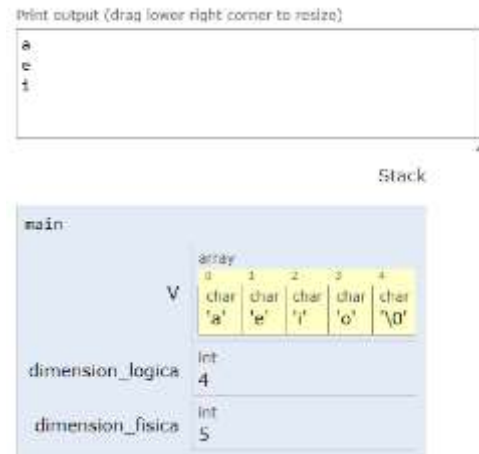 Print output (drag lower right corner to resize)
a
e
i
Stack
main
array
0 1 2 3 4
V char char char char char
'a' 'e' 'i' 'o' '\0'
dimension_logica int
4
dimension_fisica int
5